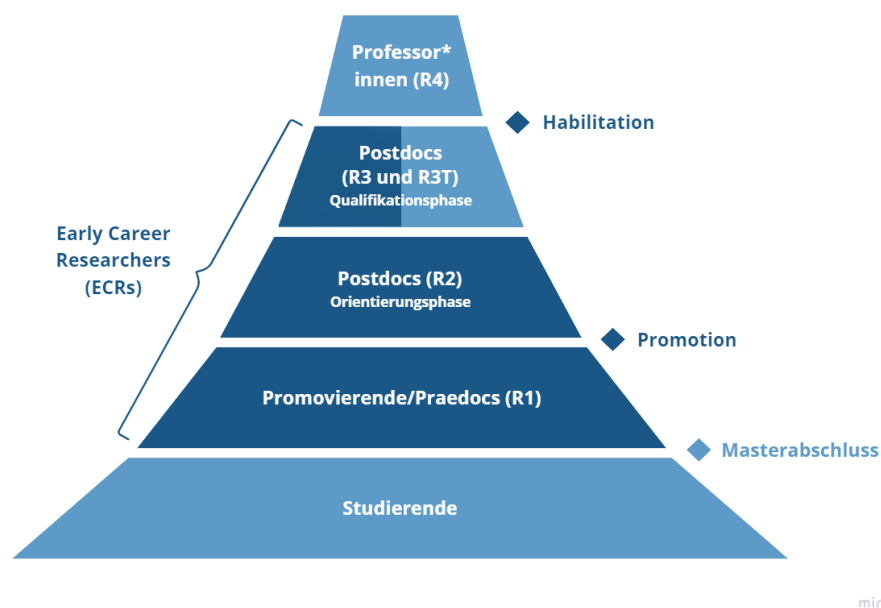 Professor*
innen (R4)
Habilitation
Postdocs
(R3 und R3T)
Qualifikationsphase
Early Career
Researchers
(ECRs)
Postdocs (R2)
Orientierungsphase
Promotion
Promovierende/Praedocs (R1)
Masterabschluss
Studierende